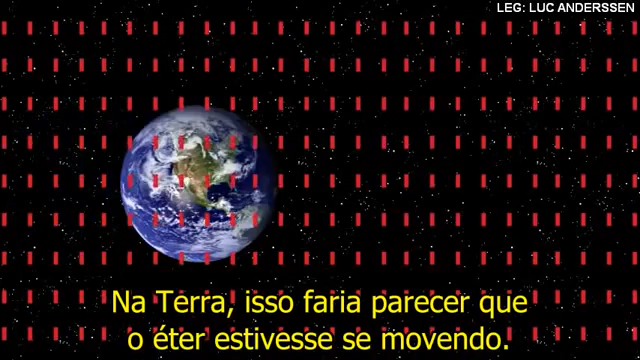 LEG: LUC ANDERSSEN
Na Terra, isso faria parecer que
o éter estivesse se movendo.